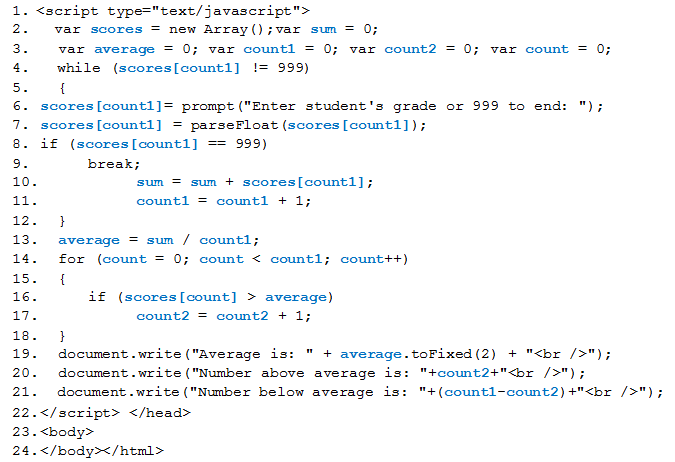 1. <script type="text/javascript">
2. var scores = new Array();var sum = 0;
3. var average = 0; var count1 = 0; var count2 = 0; var count = 0;
4. while (scores[count1] != 999)
5. {
6. scores[count1]= prompt("Enter student's grade or 999 to end: ");
7. scores[count1] = parseFloat(scores[count1]);
8. if (scores[count1] == 999)
9. break;
10. sum = sum + scores[count1];
11. count1 = count1 + 1;
12. }
13. average = sum / count1;
14. for (count = 0; count < count1; count++)
15. {
16. if (scores[count] > average)
17. count2 = count2 + 1;
18. }
19. document.write("Average is: " + average.toFixed(2) + "<br />");
20. document.write("Number above average is: "+count2+"<br />");
21. document.write("Number below average is: "+(count1-count2)+"<br />");
22.</script> </head>
23.<body>
24.</body></html>